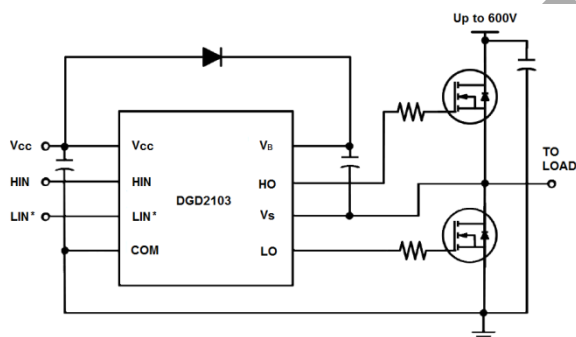 Up to 600V
Vcc Vcc VB
HIN HIN HO
TO
LOAD
DGD2103
LIN* LIN* Vs
COM LO